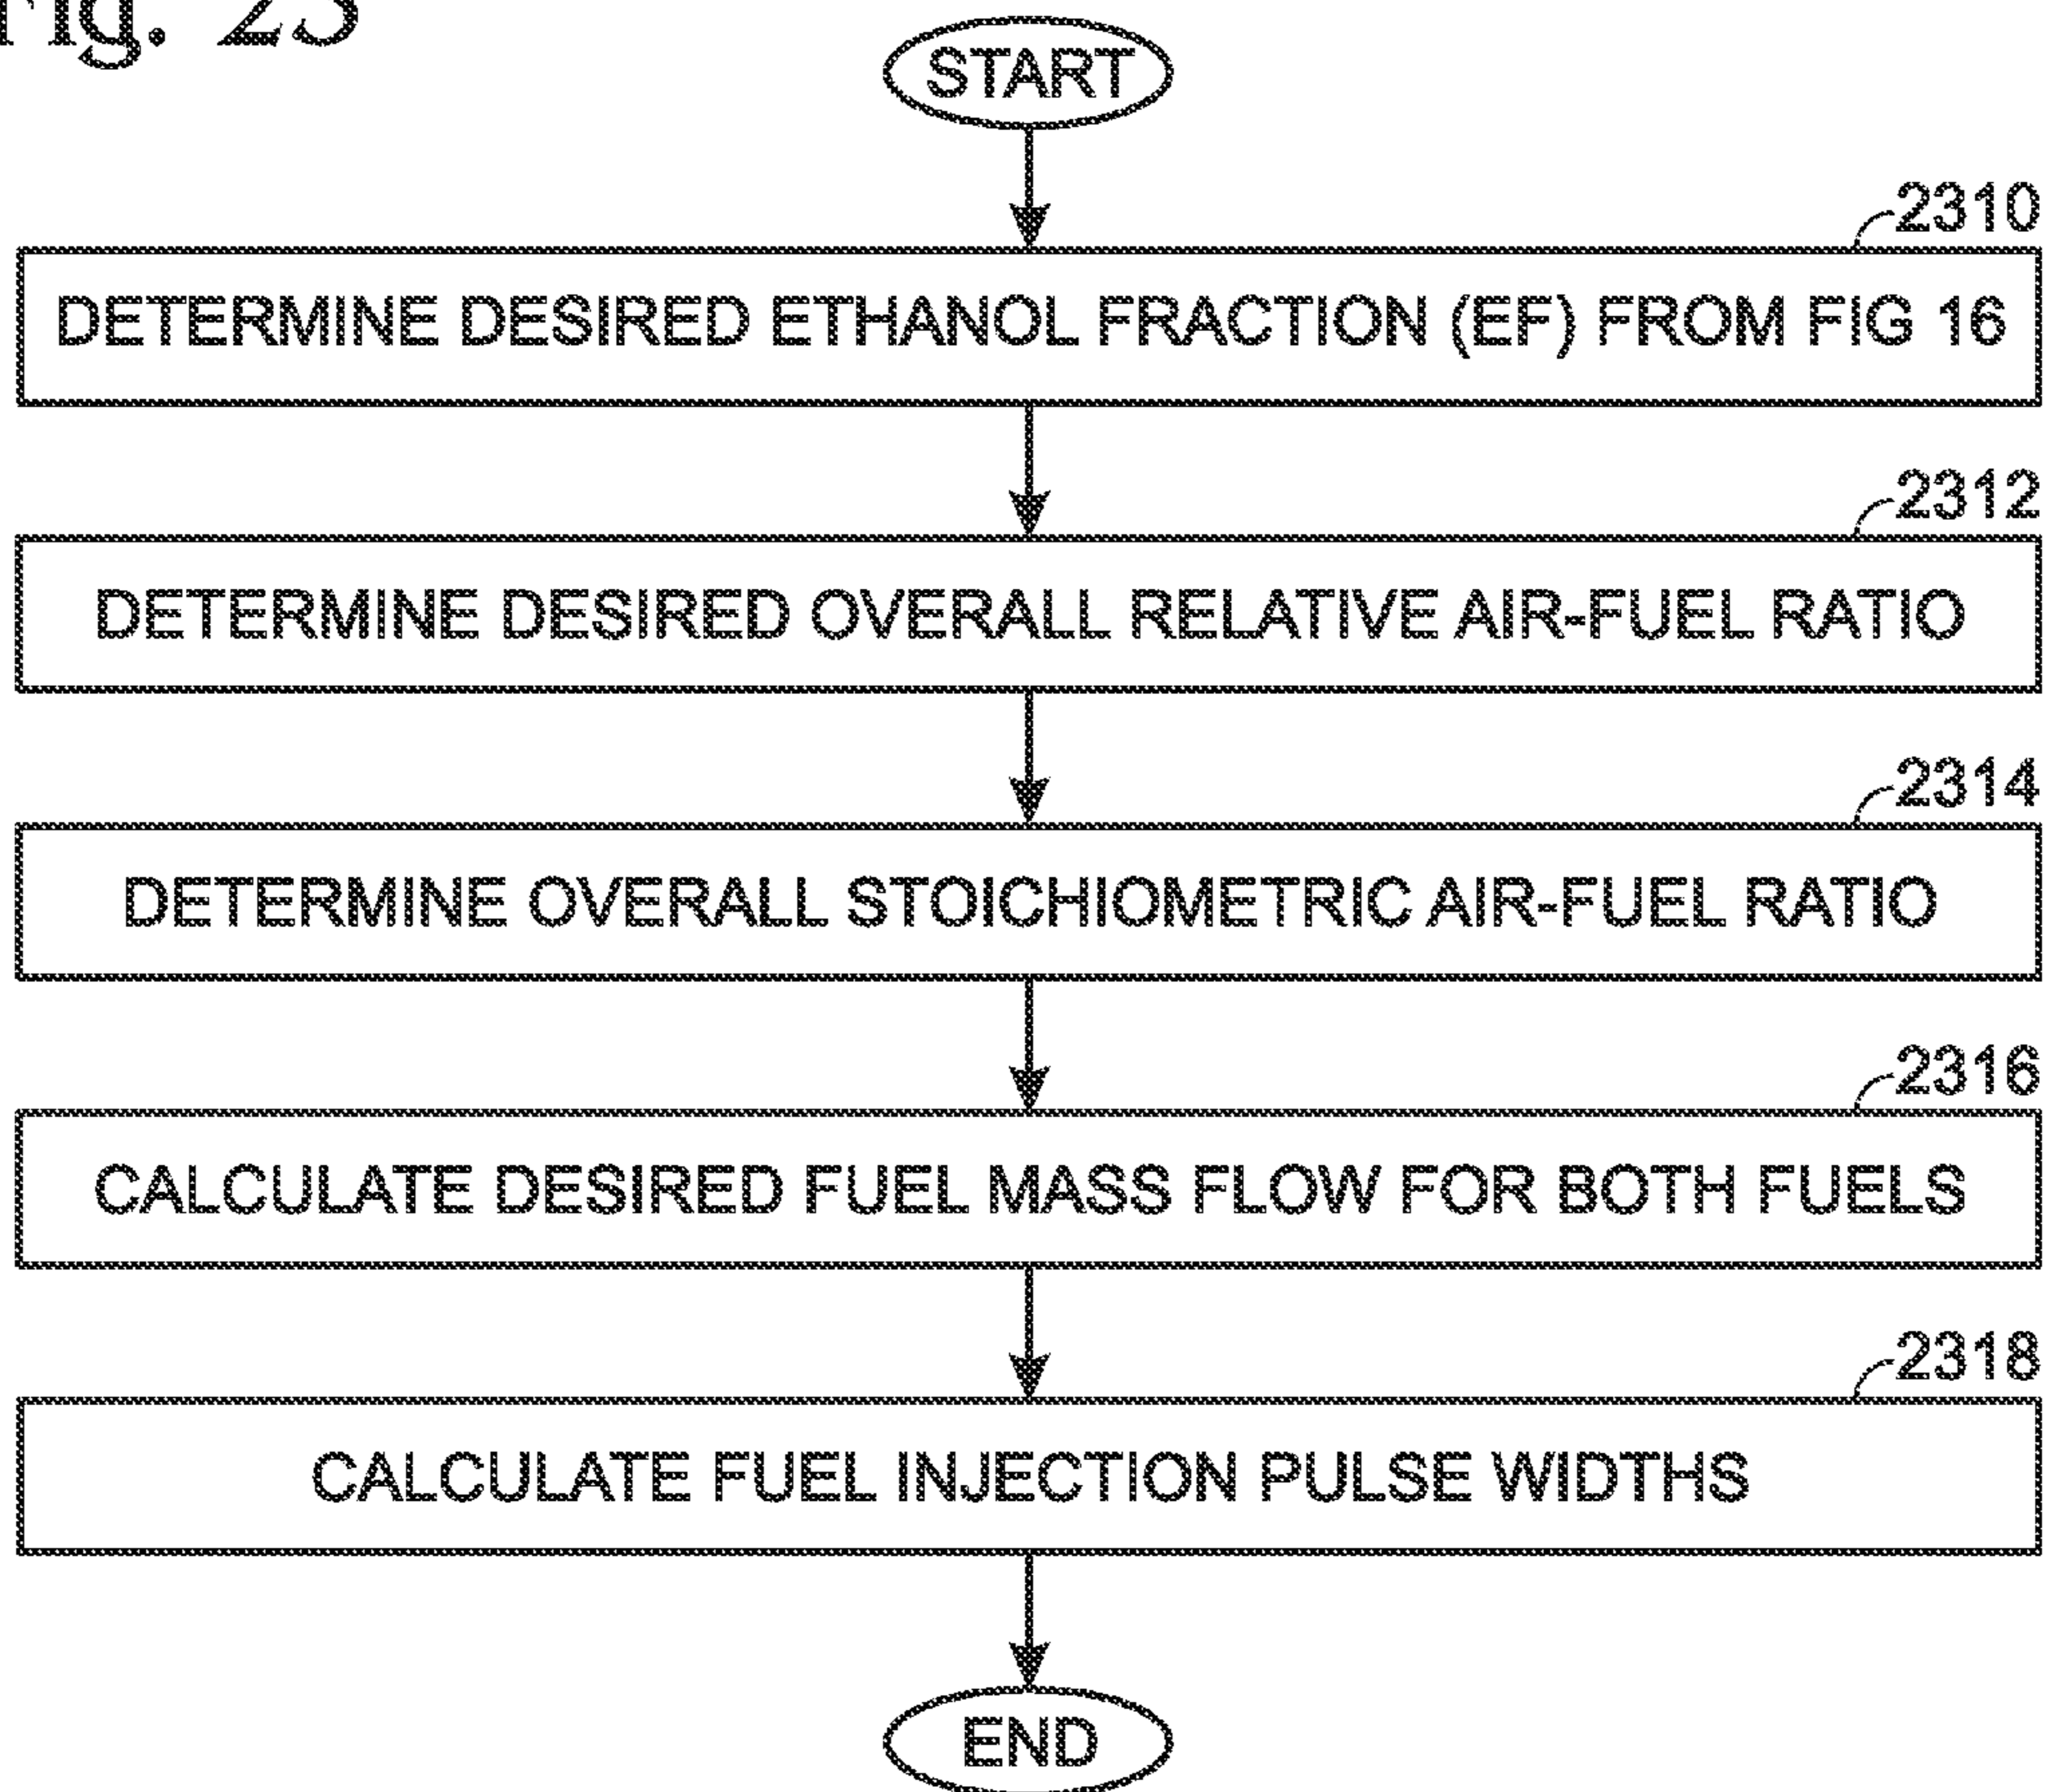 Fig. 23
START
2310
DETERMINE DESIRED ETHANOL FRACTION (EF) FROM FIG 16
2312
DETERMINE DESIRED OVERALL RELATIVE AIR-FUEL RATIO
2314
DETERMINE OVERALL STOICHIOMETRIC AIR-FUEL RATIO
2316
CALCULATE DESIRED FUEL MASS FLOW FOR BOTH FUELS
2318
CALCULATE FUEL INJECTION PULSE WIDTHS
END